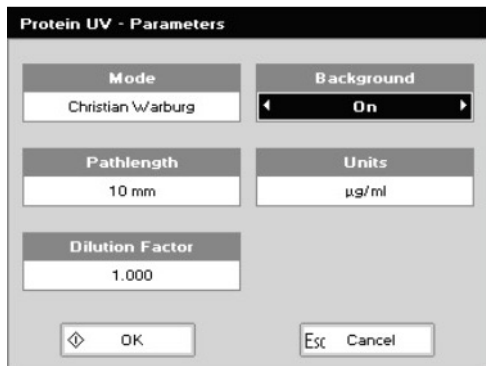 Protein UV - Parameters
Mode
Christian Warburg
Background
On
Pathlength
10 mm
Units
µg/ml
Dilution Factor
1.000
OK
Esc Cancel